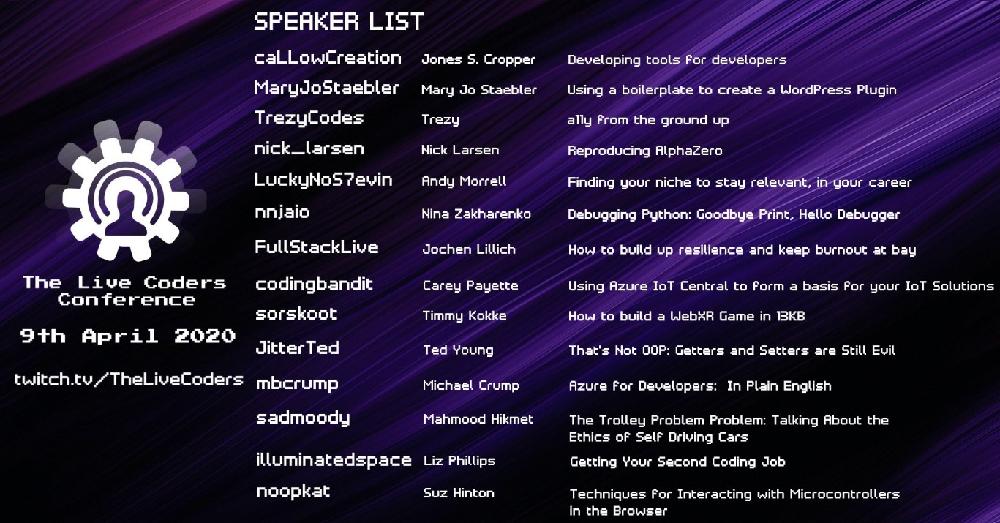 SPEAKER LIST
caLLowCreation Jones S. Cropper Developing tools for developers
MaryJoStaebler Mary Jo Staebler Using a boilerplate to create a WordPress Plugin
TrezyCodes Trezy a11y from the ground up
nick_larsen Nick Larsen Reproducing AlphaZero
LuckyNoS7evin Andy Morrell Finding your niche to stay relevant, in your career
nnjaio Nina Zakharenko Debugging Python: Goodbye Print, Hello Debugger
FullStackLive Jochen Lillich How to build up resilience and keep burnout at bay
codingbandit Carey Payette Using Azure IoT Central to form a basis for your IoT Solutions
sorskoot Timmy Kokke How to build a WebXR Game in 13KB
JitterTed Ted Young That's Not OOP: Getters and Setters are Still Evil
mbcrump Michael Crump Azure for Developers:  In Plain English
sadmoody Mahmood Hikmet The Trolley Problem Problem: Talking About the
Ethics of Self Driving Cars
illuminatedspace Liz Phillips Getting Your Second Coding Job
noopkat Suz Hinton Techniques for Interacting with Microcontrollers
in the Browser
The Live Coders
Conference
9th April 2020
twitch.tv/TheLiveCoders